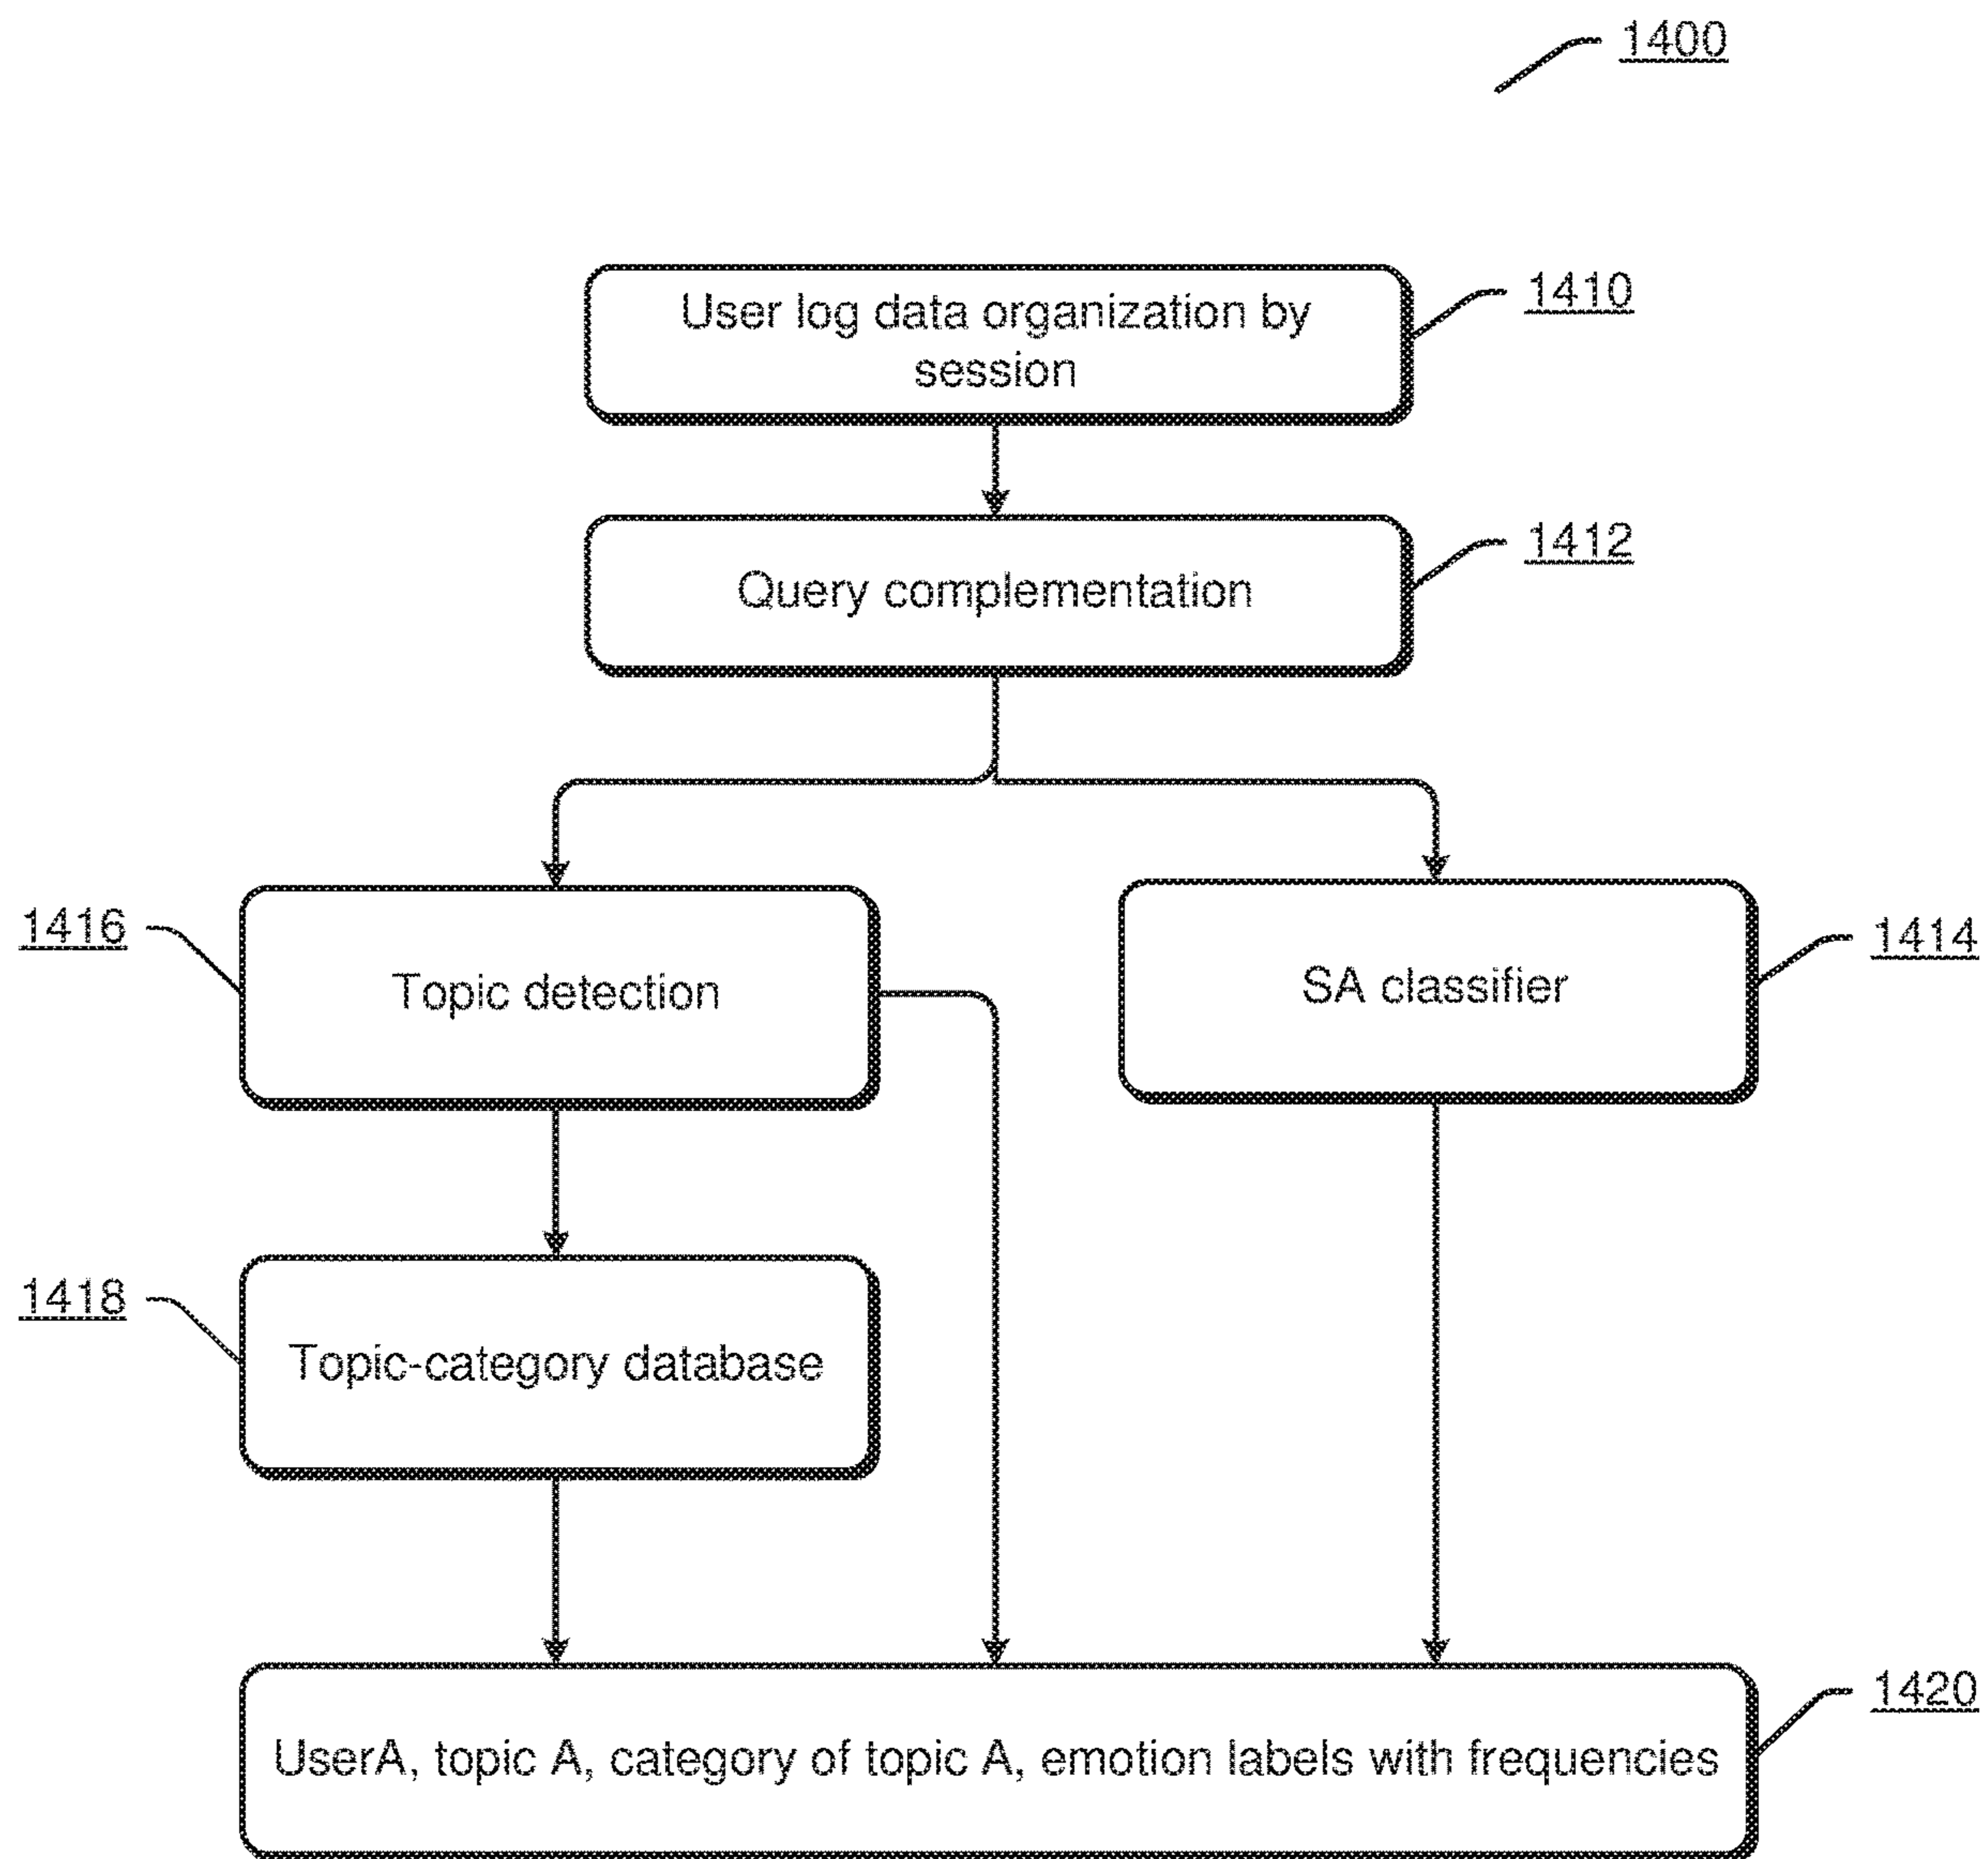 1400
User log data organization by
session
1410
Query complementation
1412
1416
Topic detection
SA classifier
1414
1418
Topic-category database
UserA, topic A, category of topic A, emotion labels with frequencies
1420